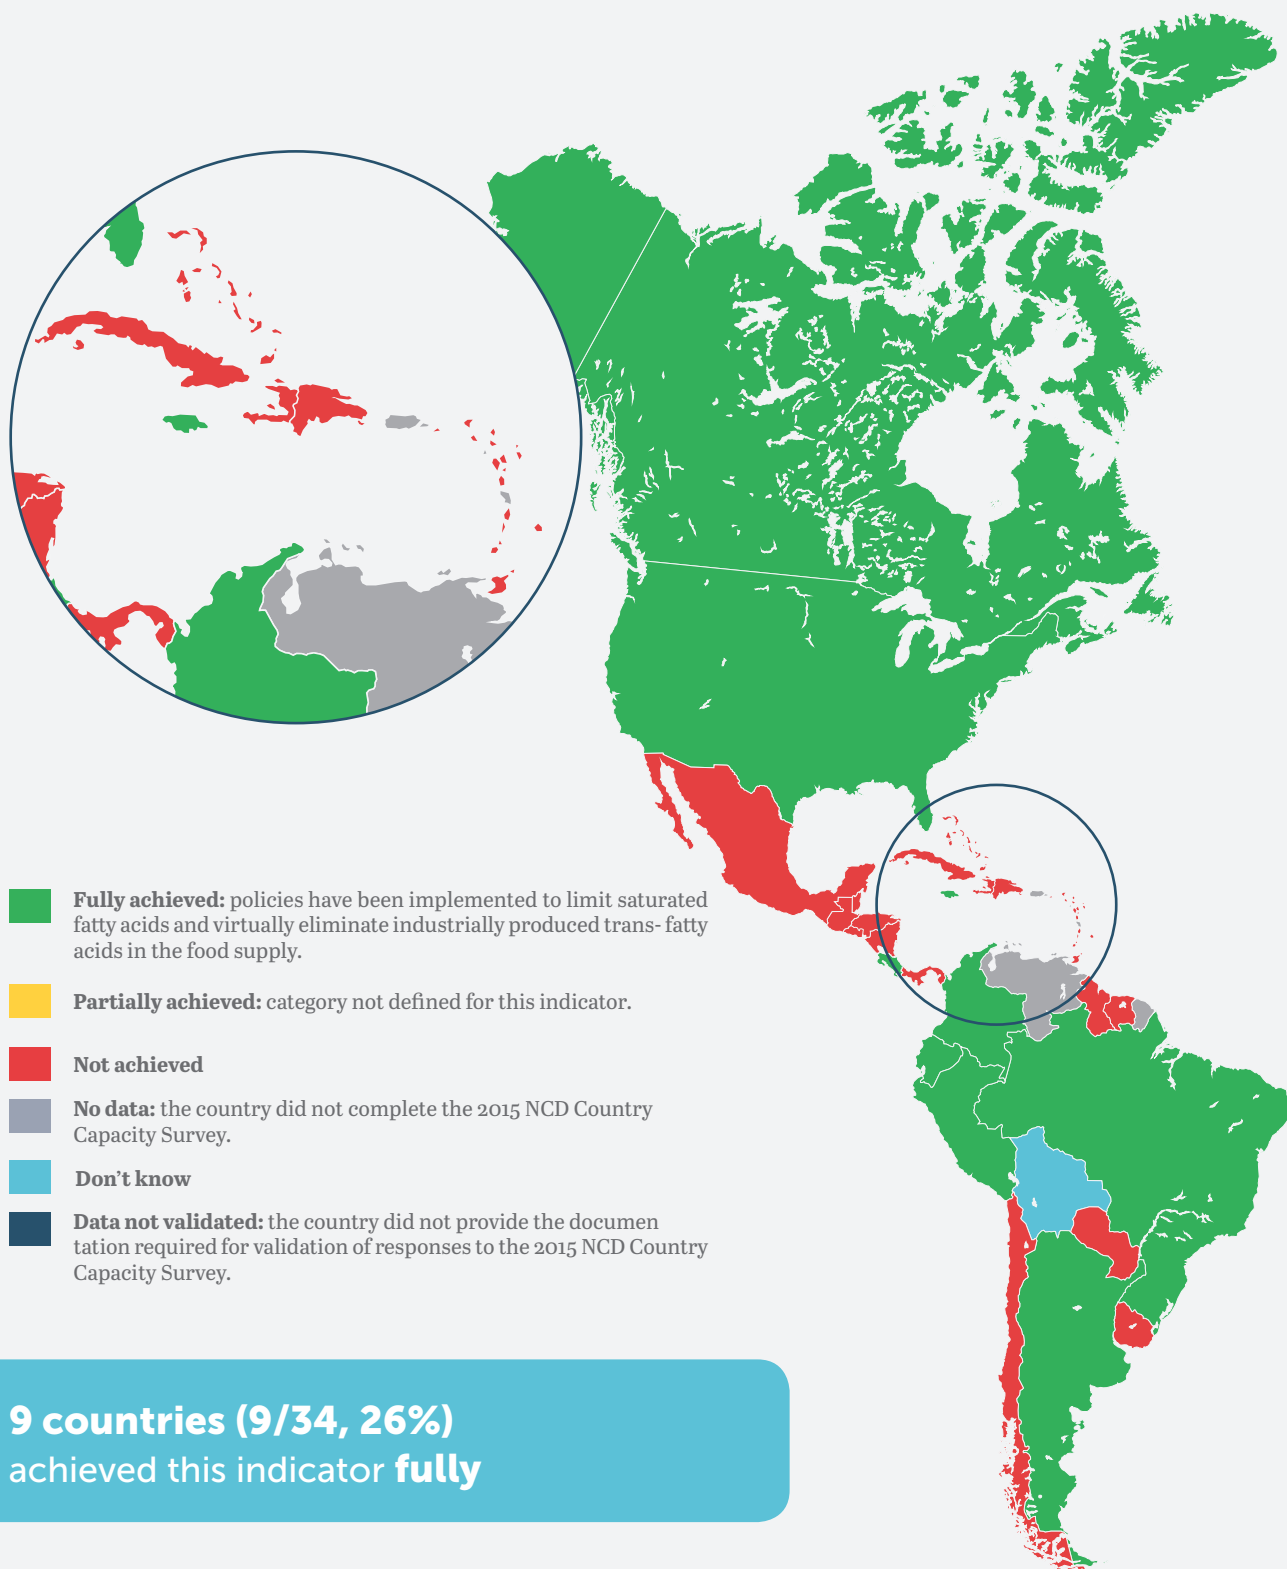 Fully achieved: policies have been implemented to limit saturated
fatty acids and virtually eliminate industrially produced trans- fatty
acids in the food supply.
Partially achieved: category not defined for this indicator.
Not achieved
No data: the country did not complete the 2015 NCD Country
Capacity Survey.
Don’t know
Data not validated: the country did not provide the documen
tation required for validation of responses to the 2015 NCD Country
Capacity Survey.
9 countries (9/34, 26%)
achieved this indicator fully